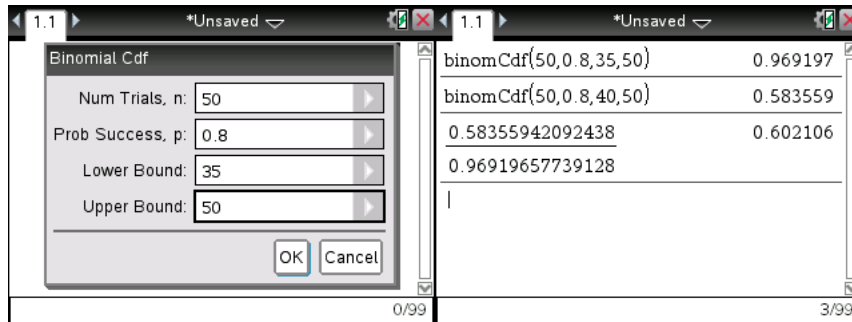 1.1 *Unsaved
Binomial Cdf
Num Trials, n: 50
Prob Success, p: 0.8
Lower Bound: 35
Upper Bound: 50
OK Cancel
0/99
1.1 *Unsaved
binomCdf(50,0.8,35,50) 0.969197
binomCdf(50,0.8,40,50) 0.583559
0.58355942092438 0.602106
0.96919657739128
3/99